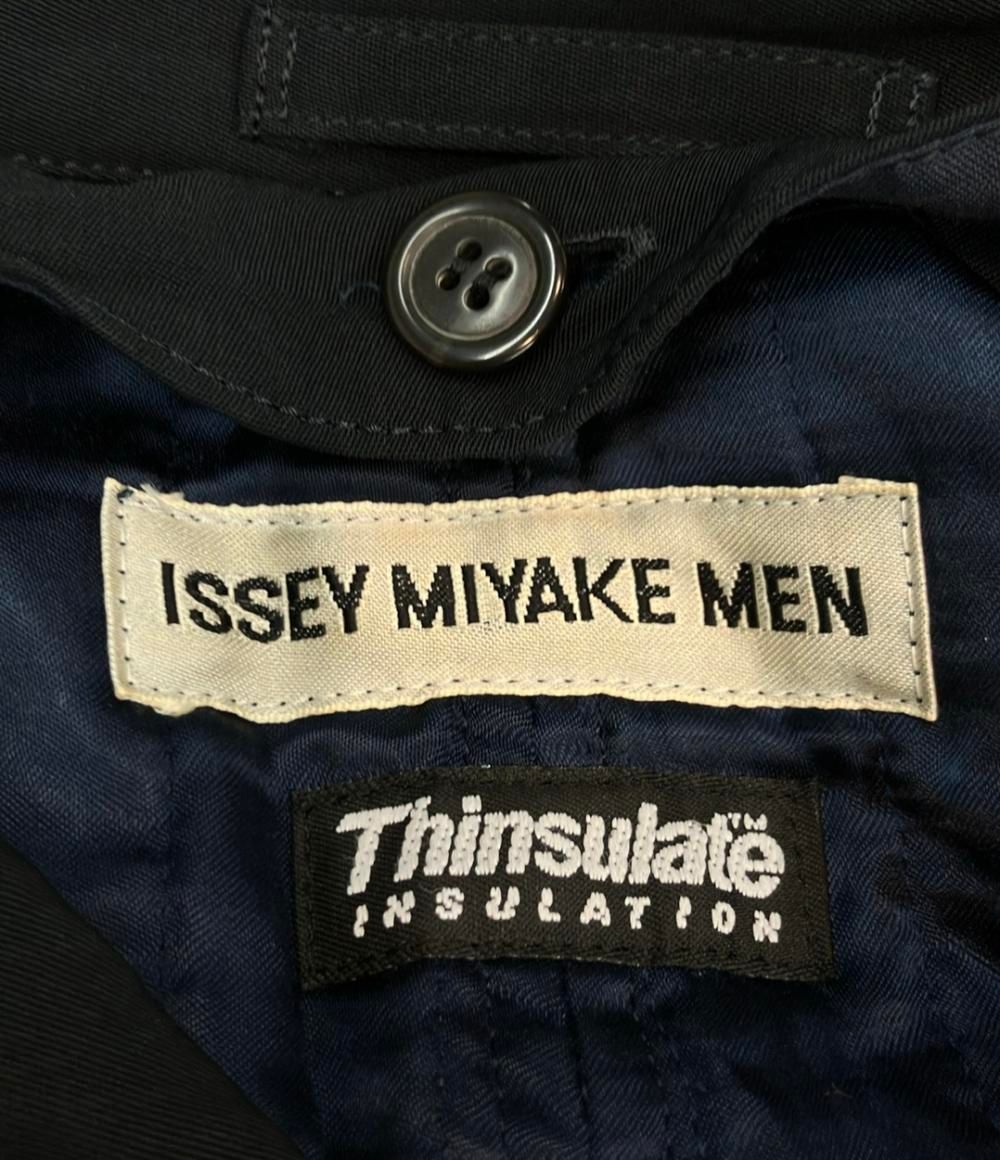 ISSEY MIYAKE MEN
Thinsulate™
INSULATION